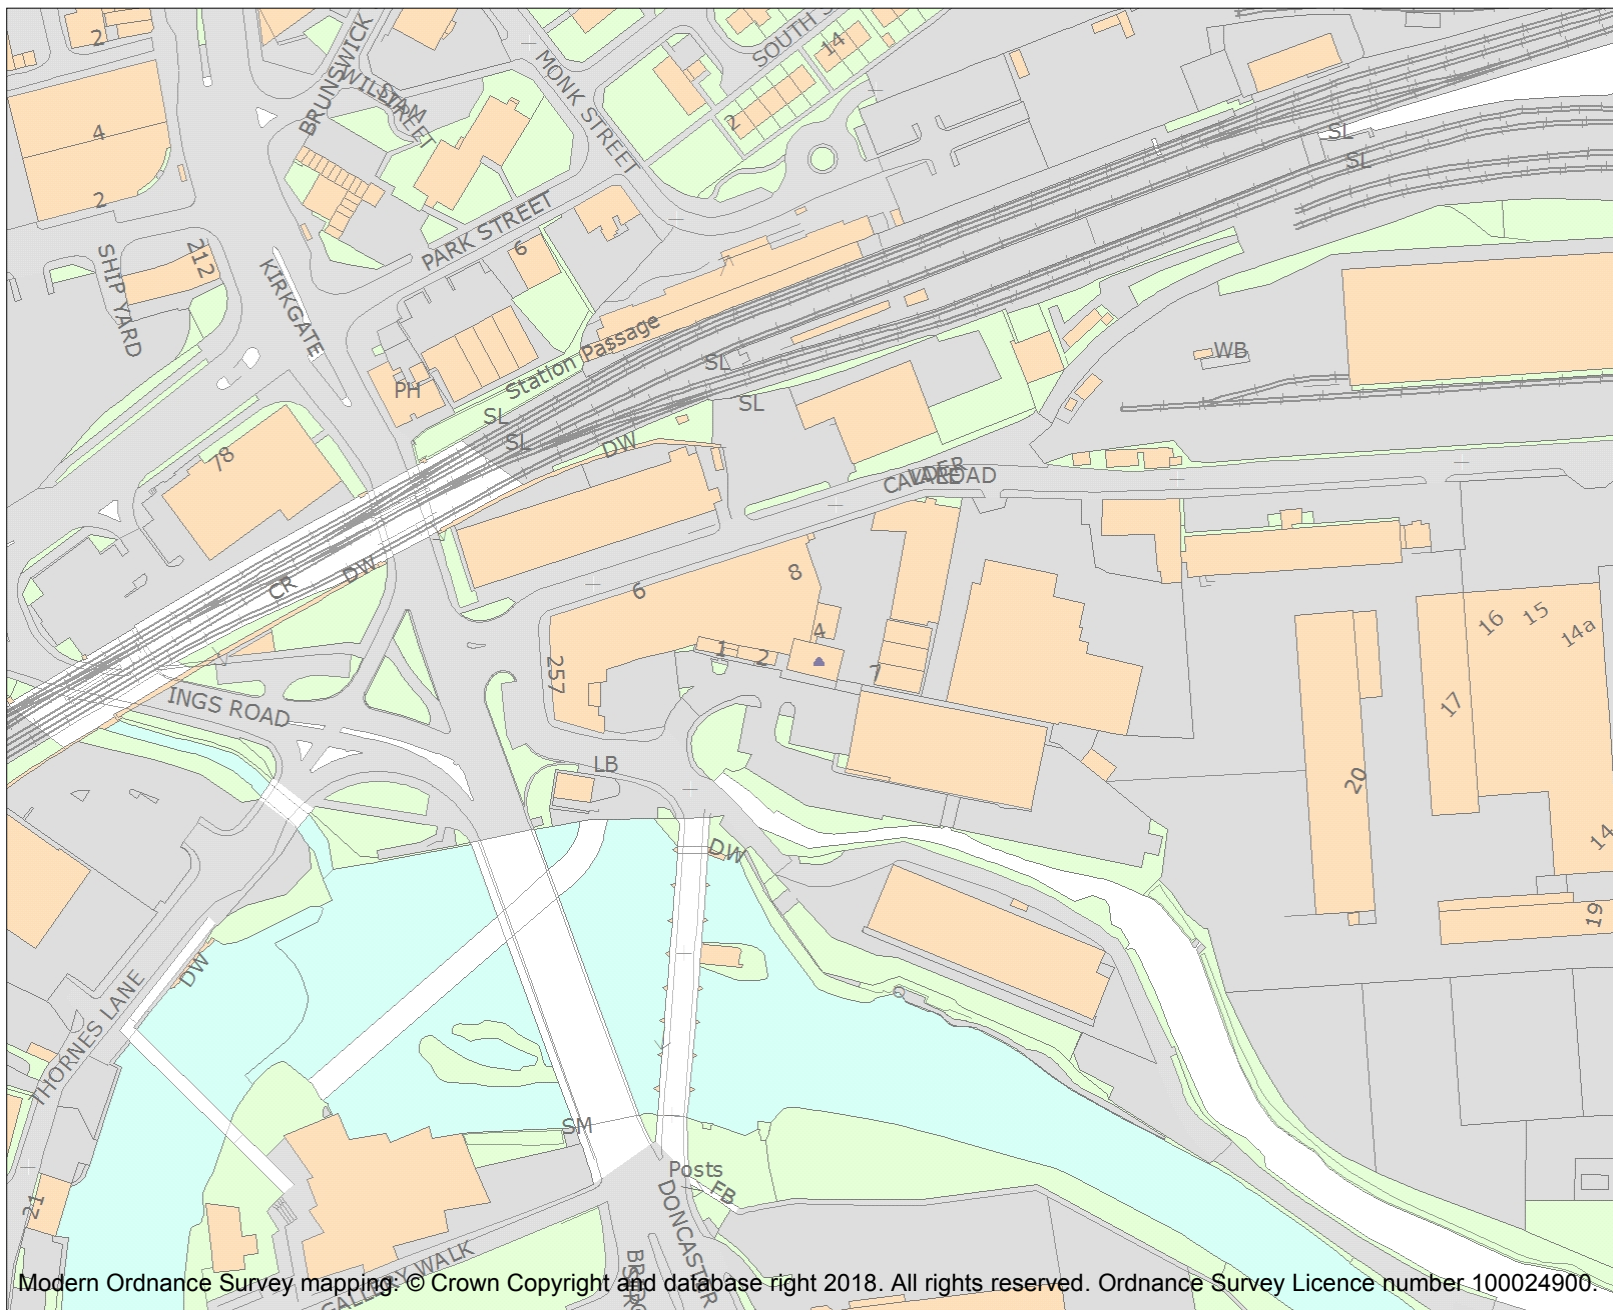 2
4
2
SHIP YARD
212
BRUNSWICK
WILLIAM
STREET
MONK STREET
SOUTH S
14
2
PARK STREET
6
KIRKGATE
PH
Station Passage
SL
SL
SL
SL
SL
SL
WB
78
DW
CALDER
VALE ROAD
CR
DW
6
8
4
1
2
7
257
INGS ROAD
LB
DW
16
15
14a
17
20
14
19
THORNES LANE
DW
21
SM
Posts
FB
DONCASTER
GALLERY WALK
Modern Ordnance Survey mapping: © Crown Copyright and database right 2018. All rights reserved. Ordnance Survey Licence number 100024900.